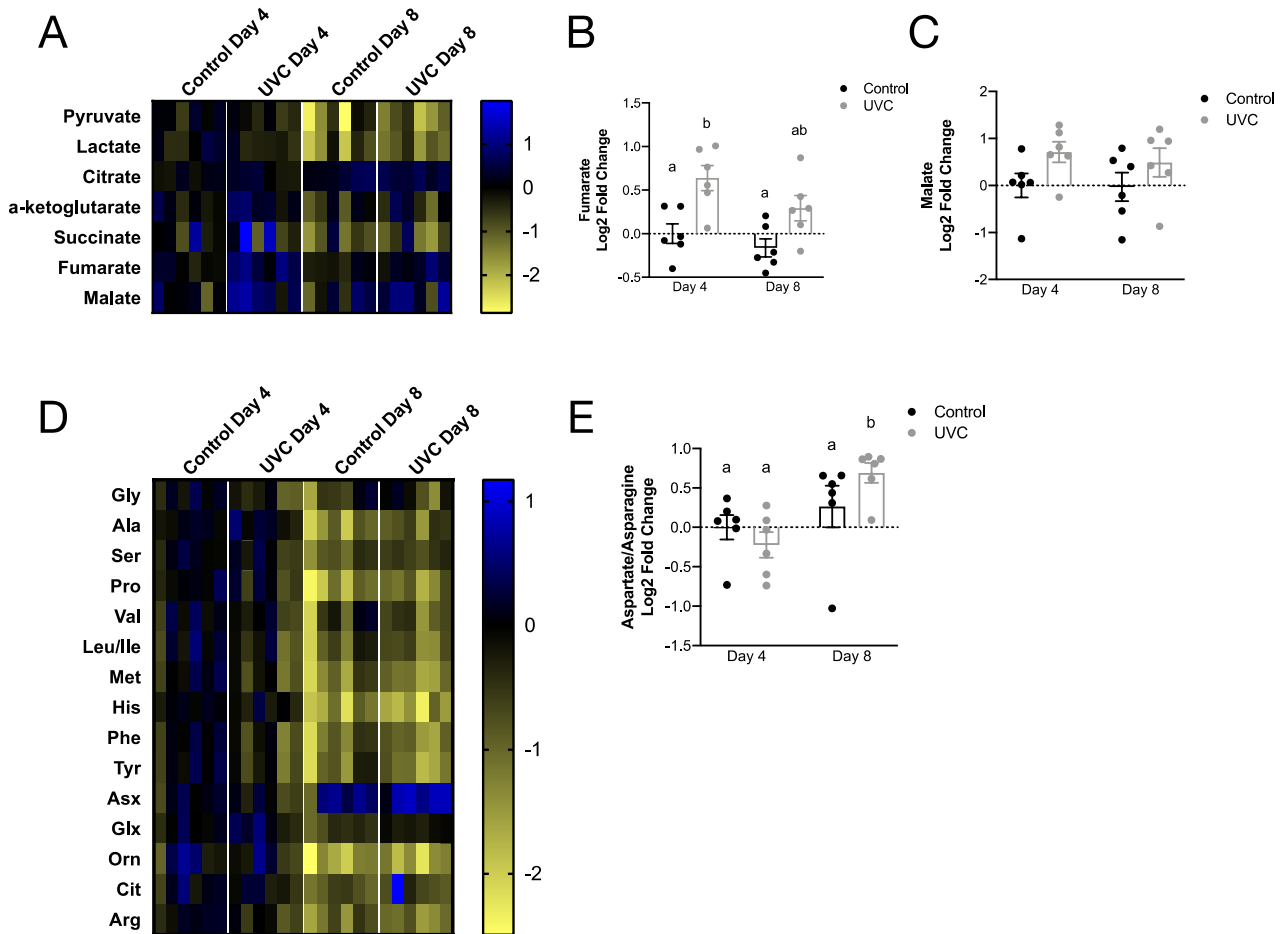 A
Control Day 4
UVC Day 4
Control Day 8
UVC Day 8
Pyruvate
Lactate
Citrate
a-ketoglutarate
Succinate
Fumarate
Malate
1
0
-1
-2
B
Control
UVC
Fumarate
Log2 Fold Change
1.5
1.0
0.5
0.0
-0.5
a
b
a
ab
Day 4
Day 8
C
Control
UVC
Malate
Log2 Fold Change
2
1
0
-1
-2
Day 4
Day 8
D
Control Day 4
UVC Day 4
Control Day 8
UVC Day 8
Gly
Ala
Ser
Pro
Val
Leu/Ile
Met
His
Phe
Tyr
Asx
Glx
Orn
Cit
Arg
1
0
-1
-2
E
Control
UVC
Aspartate/Asparagine
Log2 Fold Change
1.0
0.5
0.0
-0.5
-1.0
-1.5
a
a
a
b
Day 4
Day 8